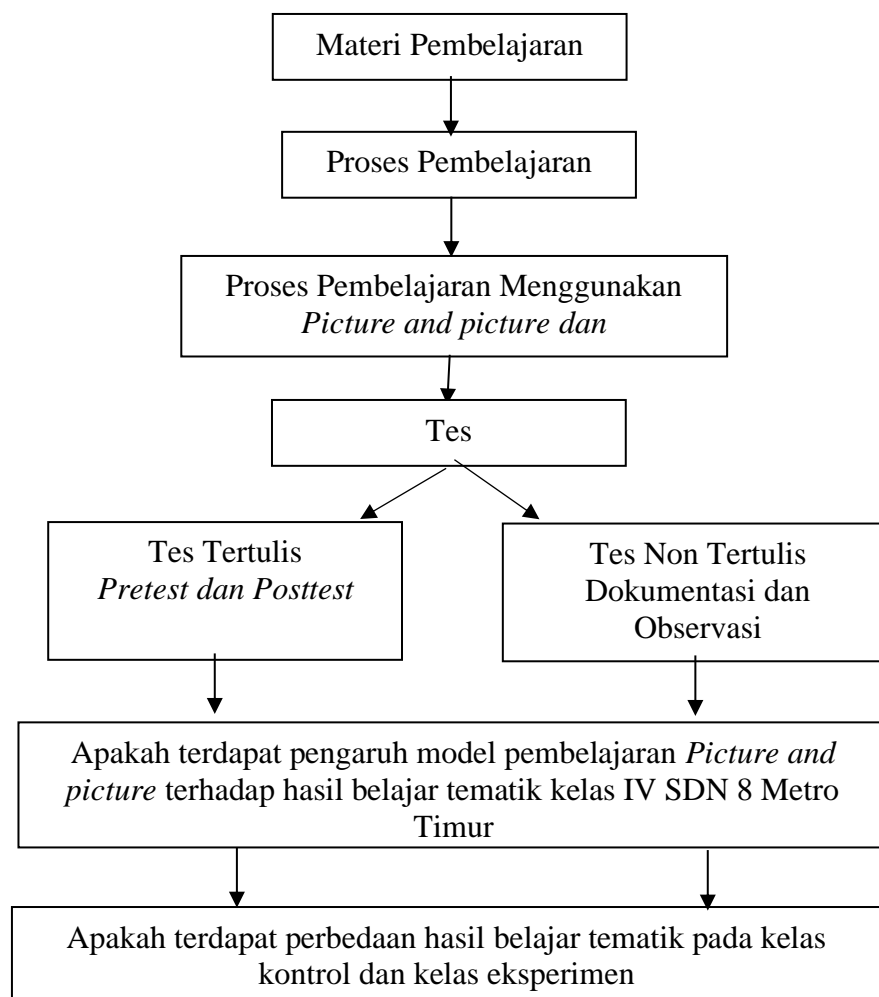 Materi Pembelajaran
Proses Pembelajaran
Proses Pembelajaran Menggunakan
Picture and picture dan
Tes
Tes Tertulis
Pretest dan Posttest
Tes Non Tertulis
Dokumentasi dan
Observasi
Apakah terdapat pengaruh model pembelajaran Picture and
picture terhadap hasil belajar tematik kelas IV SDN 8 Metro
Timur
Apakah terdapat perbedaan hasil belajar tematik pada kelas
kontrol dan kelas eksperimen